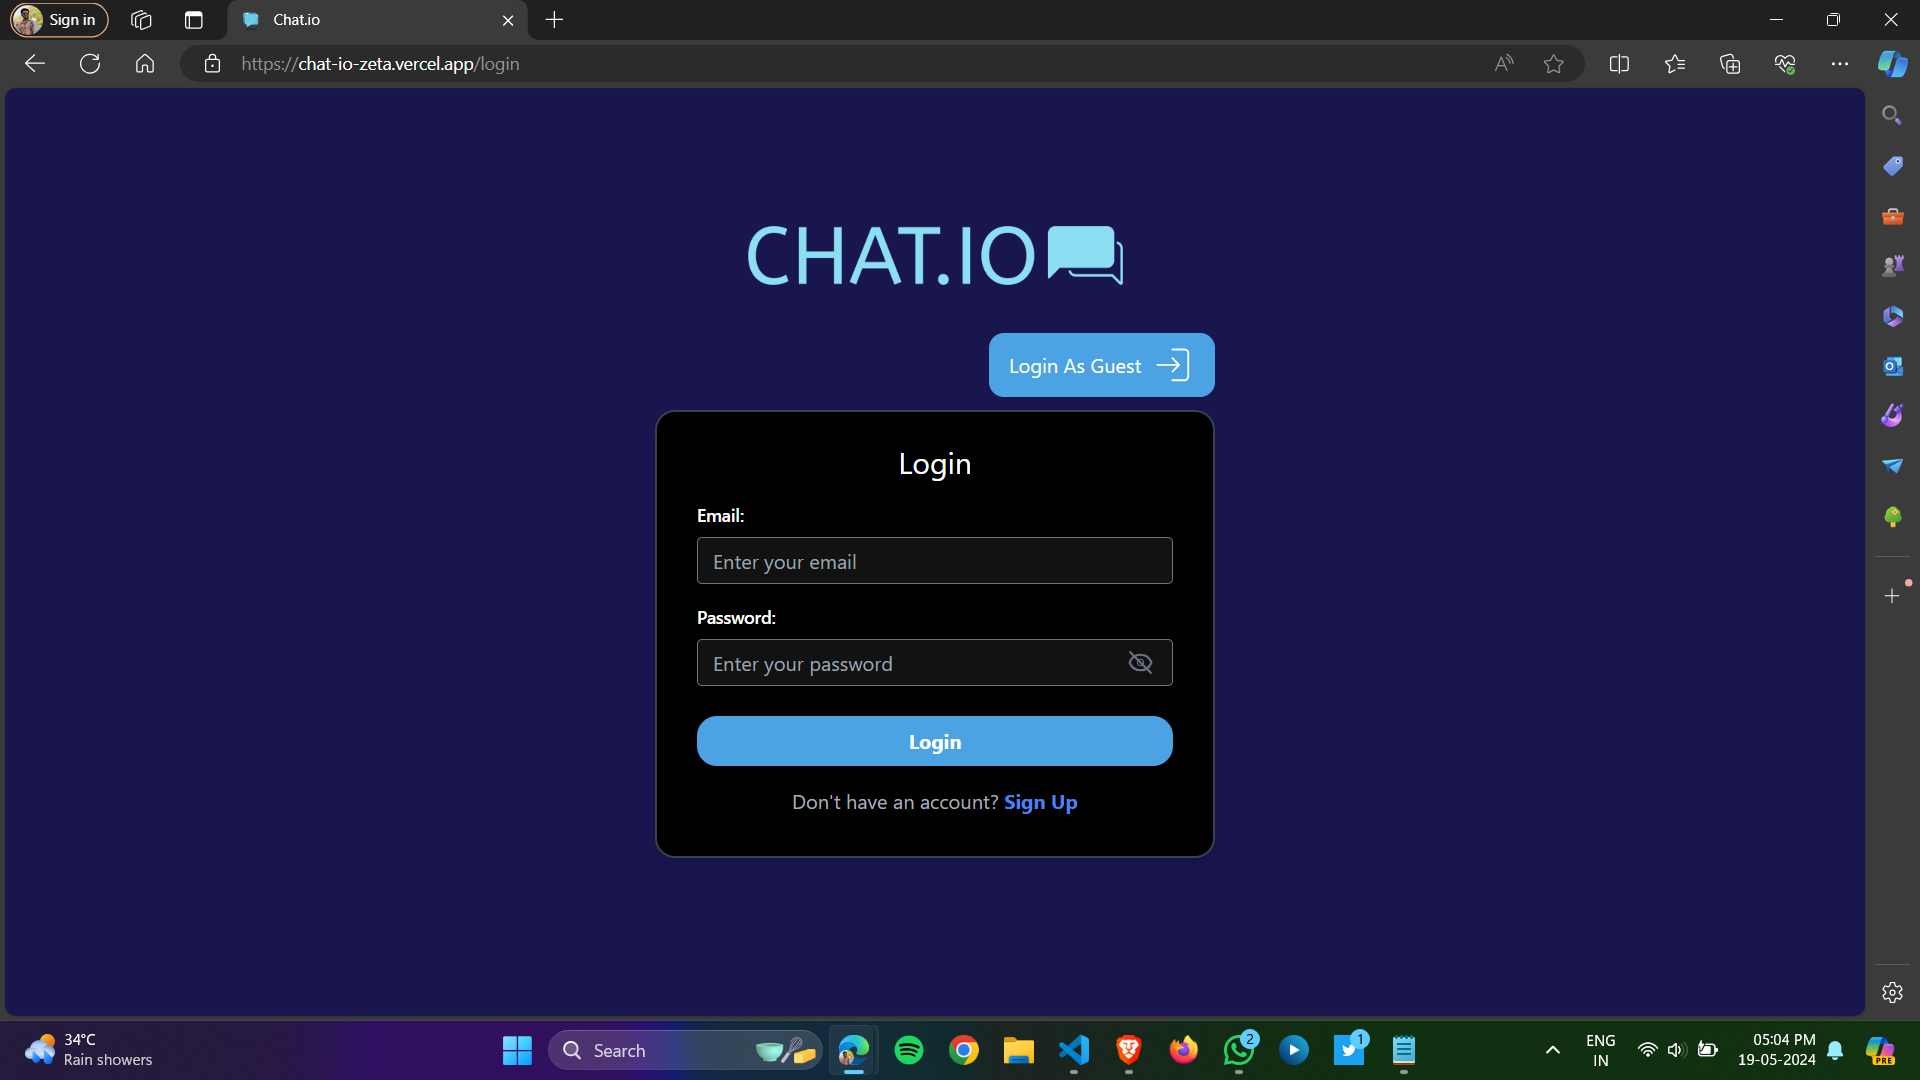 Sign in
Chat.io
https://chat-io-zeta.vercel.app/login
CHAT.IO
Login As Guest
Login
Email:
Enter your email
Password:
Enter your password
Login
Don't have an account? Sign Up
34°C
Rain showers
Search
2
1
ENG
IN
05:04 PM
19-05-2024
PRE